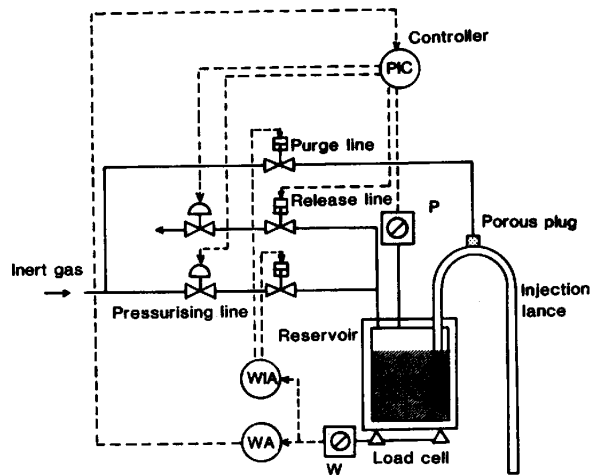 Controller
PIC
Purge line
Release line
P
Porous plug
Inert gas
Injection
lance
Pressurising line
Reservoir
WIA
WA
W
Load cell